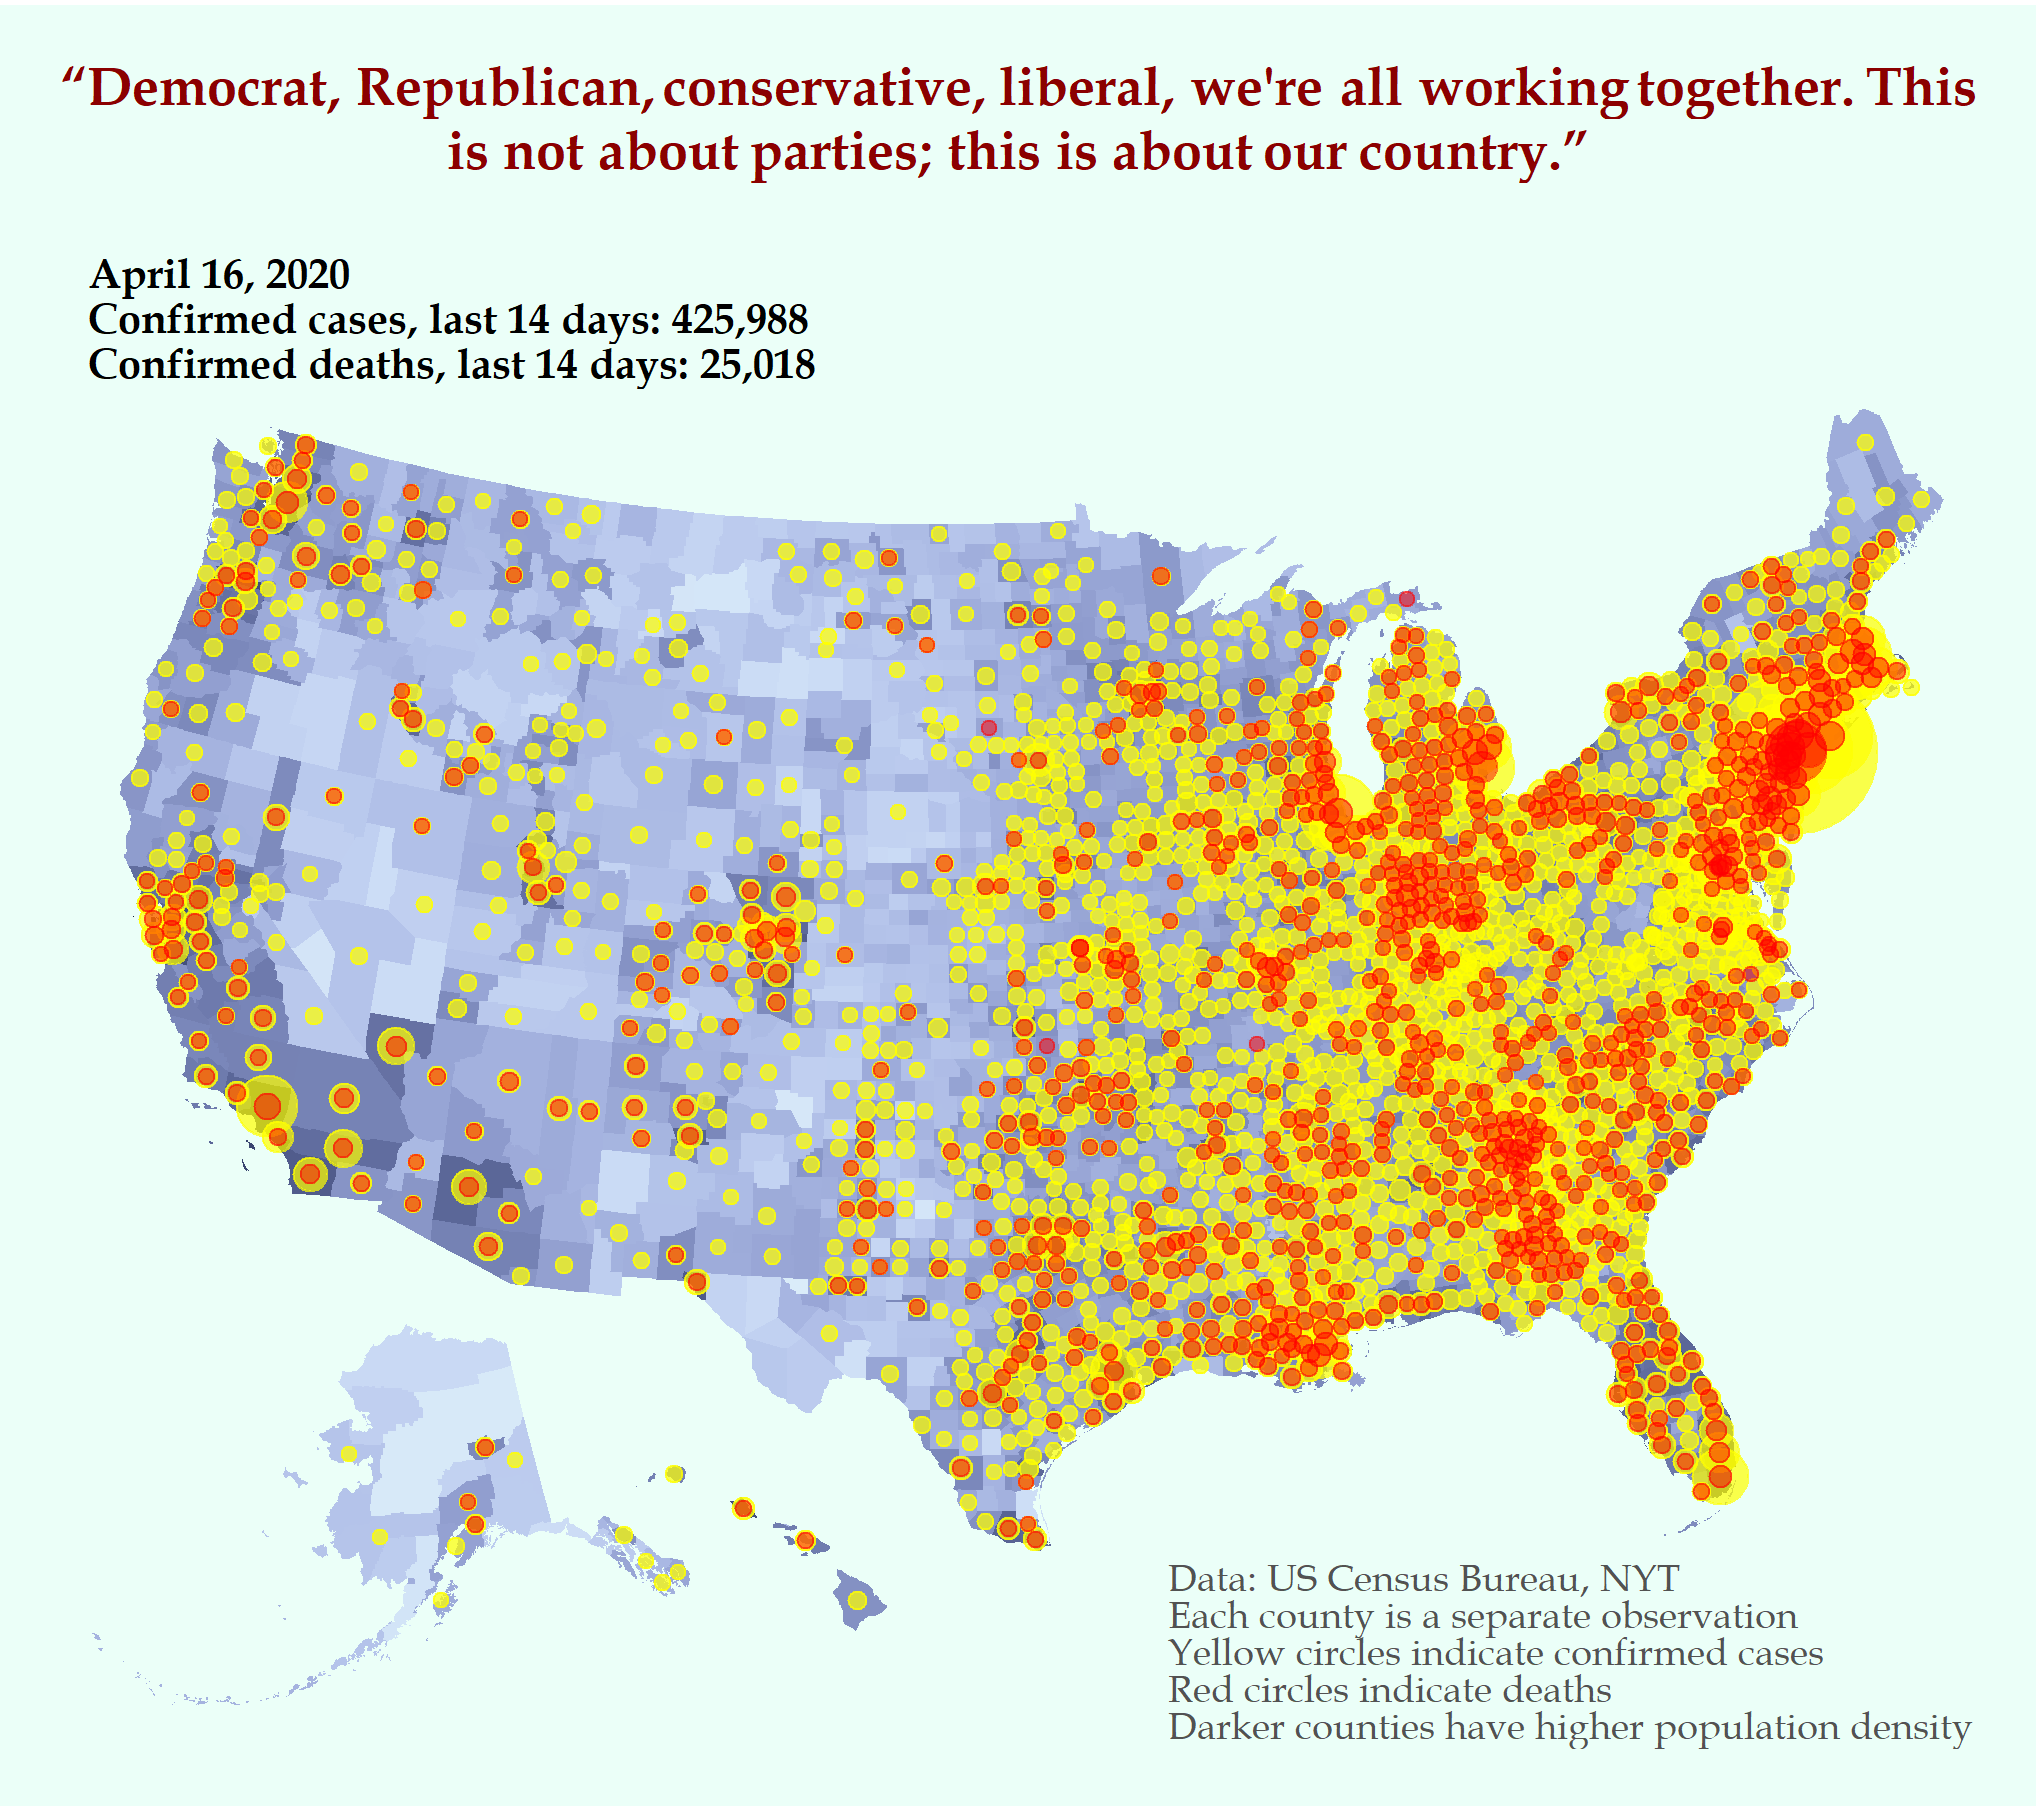 “Democrat, Republican, conservative, liberal, we're all working together. This
is not about parties; this is about our country.”
April 16, 2020
Confirmed cases, last 14 days: 425,988
Confirmed deaths, last 14 days: 25,018
Data: US Census Bureau, NYT
Each county is a separate observation
Yellow circles indicate confirmed cases
Red circles indicate deaths
Darker counties have higher population density